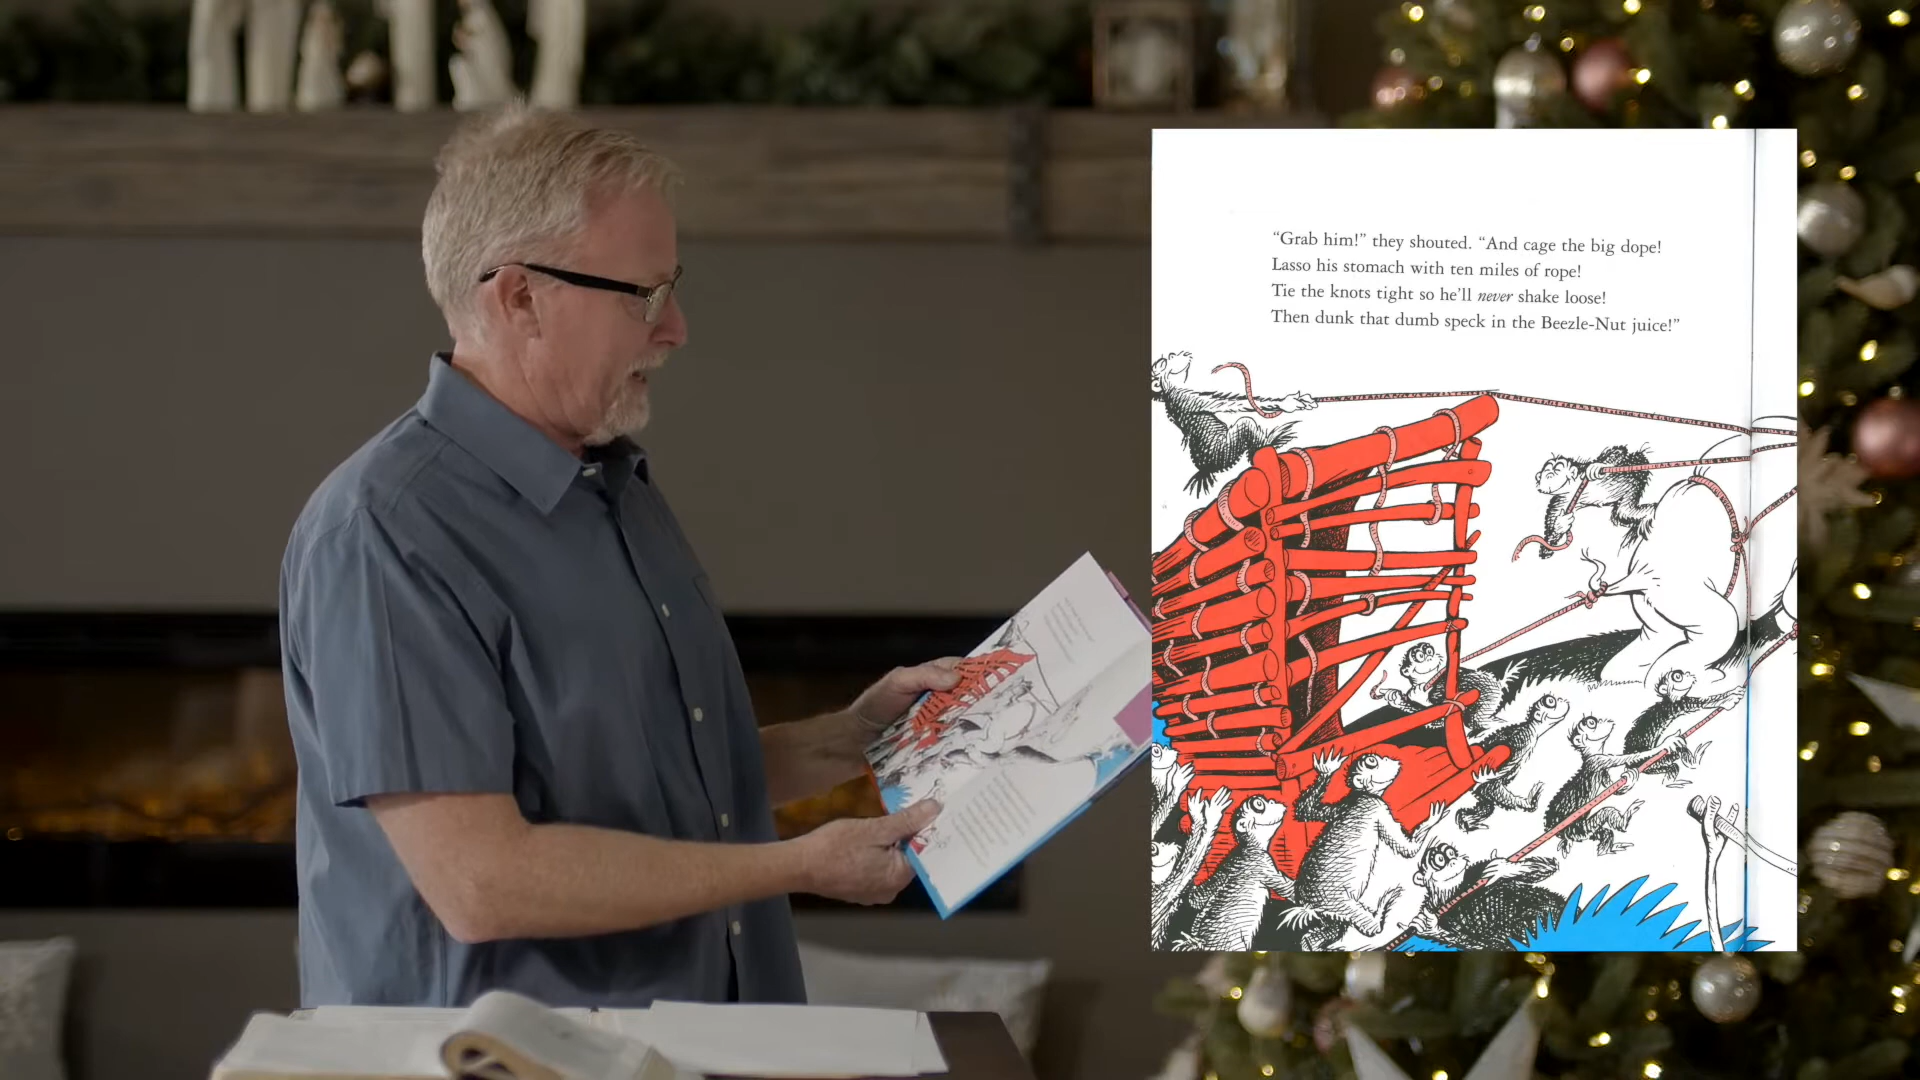 “Grab him!” they shouted. “And cage the big dope!
Lasso his stomach with ten miles of rope!
Tie the knots tight so he’ll never shake loose!
Then dunk that dumb speck in the Beezle-Nut juice!”